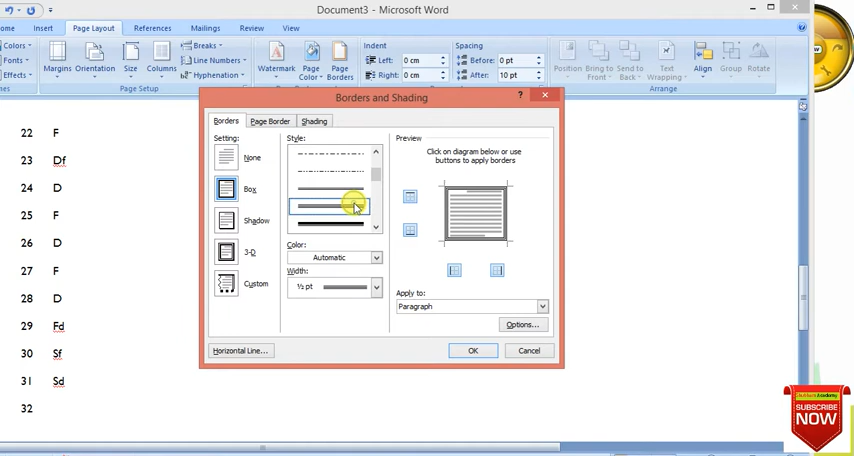 Document3 - Microsoft Word
ome Insert Page Layout References Mailings Review View
Colors Fonts Effects
Margins Orientation Size Columns
Breaks
Line Numbers
Hyphenation
Page Setup
Watermark Page Color Page Borders
Indent
Left: 0 cm
Right: 0 cm
Spacing
Before: 0 pt
After: 10 pt
Position Bring to Front Send to Back Text Wrapping Align Group Rotate
Arrange
Borders and Shading
?
Borders Page Border Shading
Setting:
None
Box
Shadow
3-D
Custom
Style:
Color:
Automatic
Width:
½ pt
Preview
Click on diagram below or use
buttons to apply borders
Apply to:
Paragraph
Options...
Horizontal Line...
OK
Cancel
22 F
23 Df
24 D
25 F
26 D
27 F
28 D
29 Fd
30 Sf
31 Sd
32
SUBSCRIBE
NOW